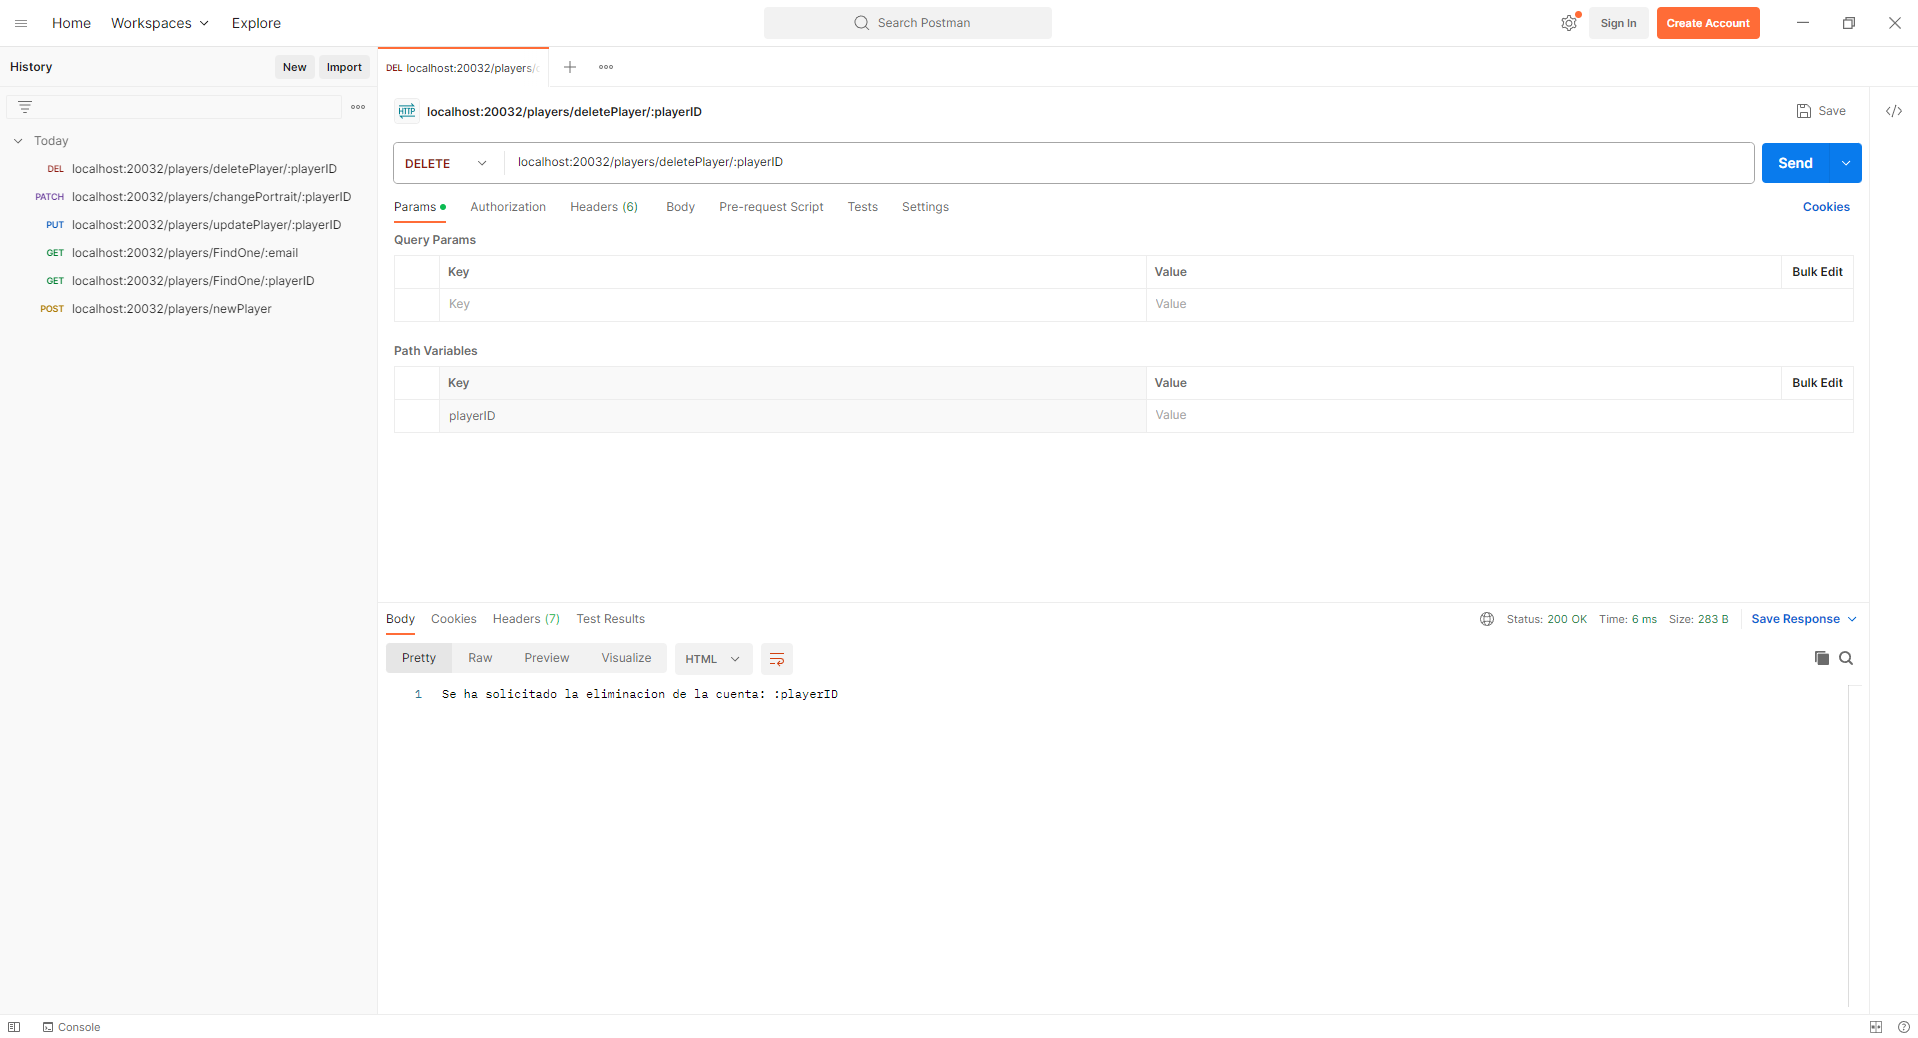 Home Workspaces Explore Search Postman Sign In Create Account
History New Import
DEL localhost:20032/players/
Today
DEL localhost:20032/players/deletePlayer/:playerID
PATCH localhost:20032/players/changePortrait/:playerID
PUT localhost:20032/players/updatePlayer/:playerID
GET localhost:20032/players/FindOne/:email
GET localhost:20032/players/FindOne/:playerID
POST localhost:20032/players/newPlayer
HTTP localhost:20032/players/deletePlayer/:playerID Save </>
DELETE localhost:20032/players/deletePlayer/:playerID Send
Params Authorization Headers (6) Body Pre-request Script Tests Settings Cookies
Query Params
Key Value Bulk Edit
Key Value
Path Variables
Key Value Bulk Edit
playerID Value
Body Cookies Headers (7) Test Results Status: 200 OK Time: 6 ms Size: 283 B Save Response
Pretty Raw Preview Visualize HTML
1 Se ha solicitado la eliminacion de la cuenta: :playerID
Console